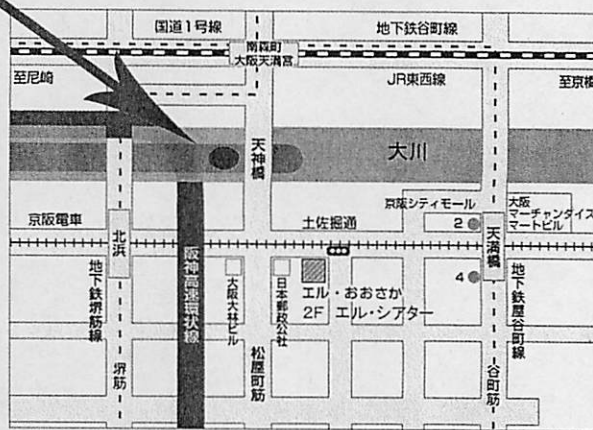 国道1号線
地下鉄谷町線
南森町
大阪天満宮
至尼崎
JR東西線
至京橋
天神橋
大川
京阪シティモール
2
大阪
マーチャンダイズ
マートビル
京阪電車
北浜
土佐掘通
天満橋
地下鉄堺筋線
阪神高速環状線
大阪大林ビル
日本郵政公社
エル・おおさか
2F エル・シアター
4
地下鉄屋谷町線
堺筋
松屋町筋
谷町筋